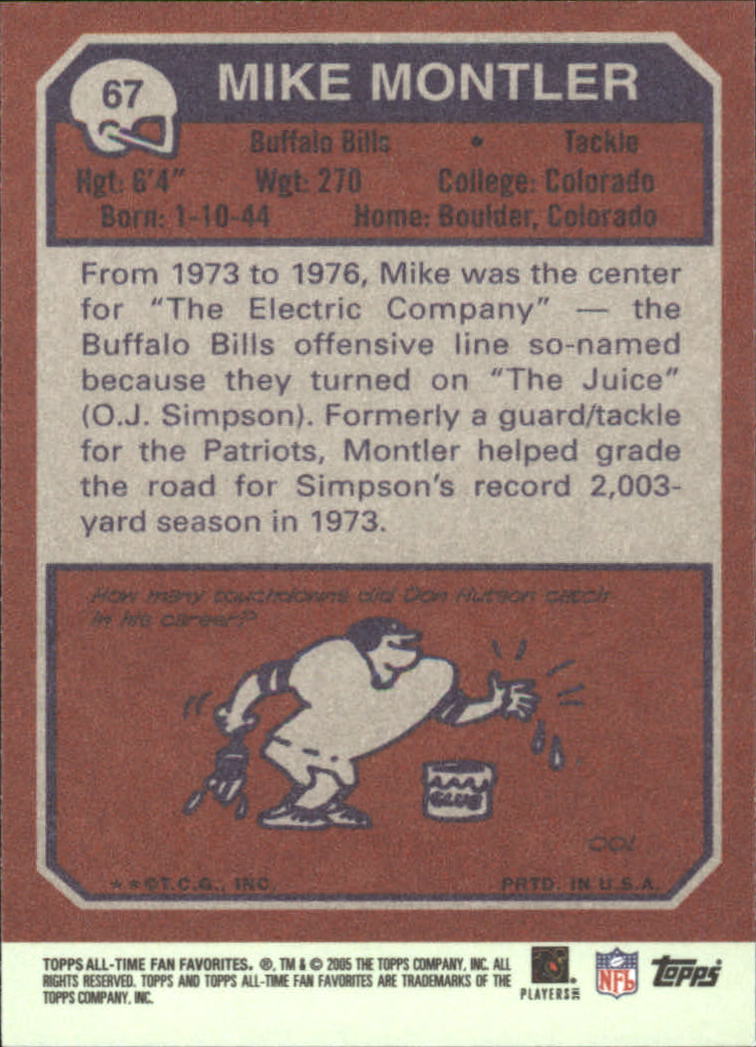 67
MIKE MONTLER
Buffalo Bills • Tackle
Hgt: 6'4" Wgt: 270 College: Colorado
Born: 1-10-44 Home: Boulder, Colorado
From 1973 to 1976, Mike was the center
for "The Electric Company" — the
Buffalo Bills offensive line so-named
because they turned on "The Juice"
(O.J. Simpson). Formerly a guard/tackle
for the Patriots, Montler helped grade
the road for Simpson's record 2,003-
yard season in 1973.
How many touchdowns did Don Hutson catch
in his career?
GLUE
100!
**©T.C.G., INC. PRTD. IN U.S.A.
TOPPS ALL-TIME FAN FAVORITES. ®, TM & © 2005 THE TOPPS COMPANY, INC. ALL
RIGHTS RESERVED. TOPPS AND TOPPS ALL-TIME FAN FAVORITES ARE TRADEMARKS OF THE
TOPPS COMPANY, INC.
PLAYERS INC
NFL
Topps